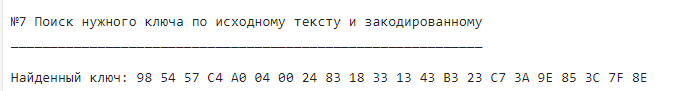 №7 Поиск нужного ключа по исходному тексту и закодированному
____________________________________________________________
Найденный ключ: 98 54 57 C4 A0 04 00 24 83 18 33 13 43 B3 23 C7 3A 9E 85 3C 7F 8E